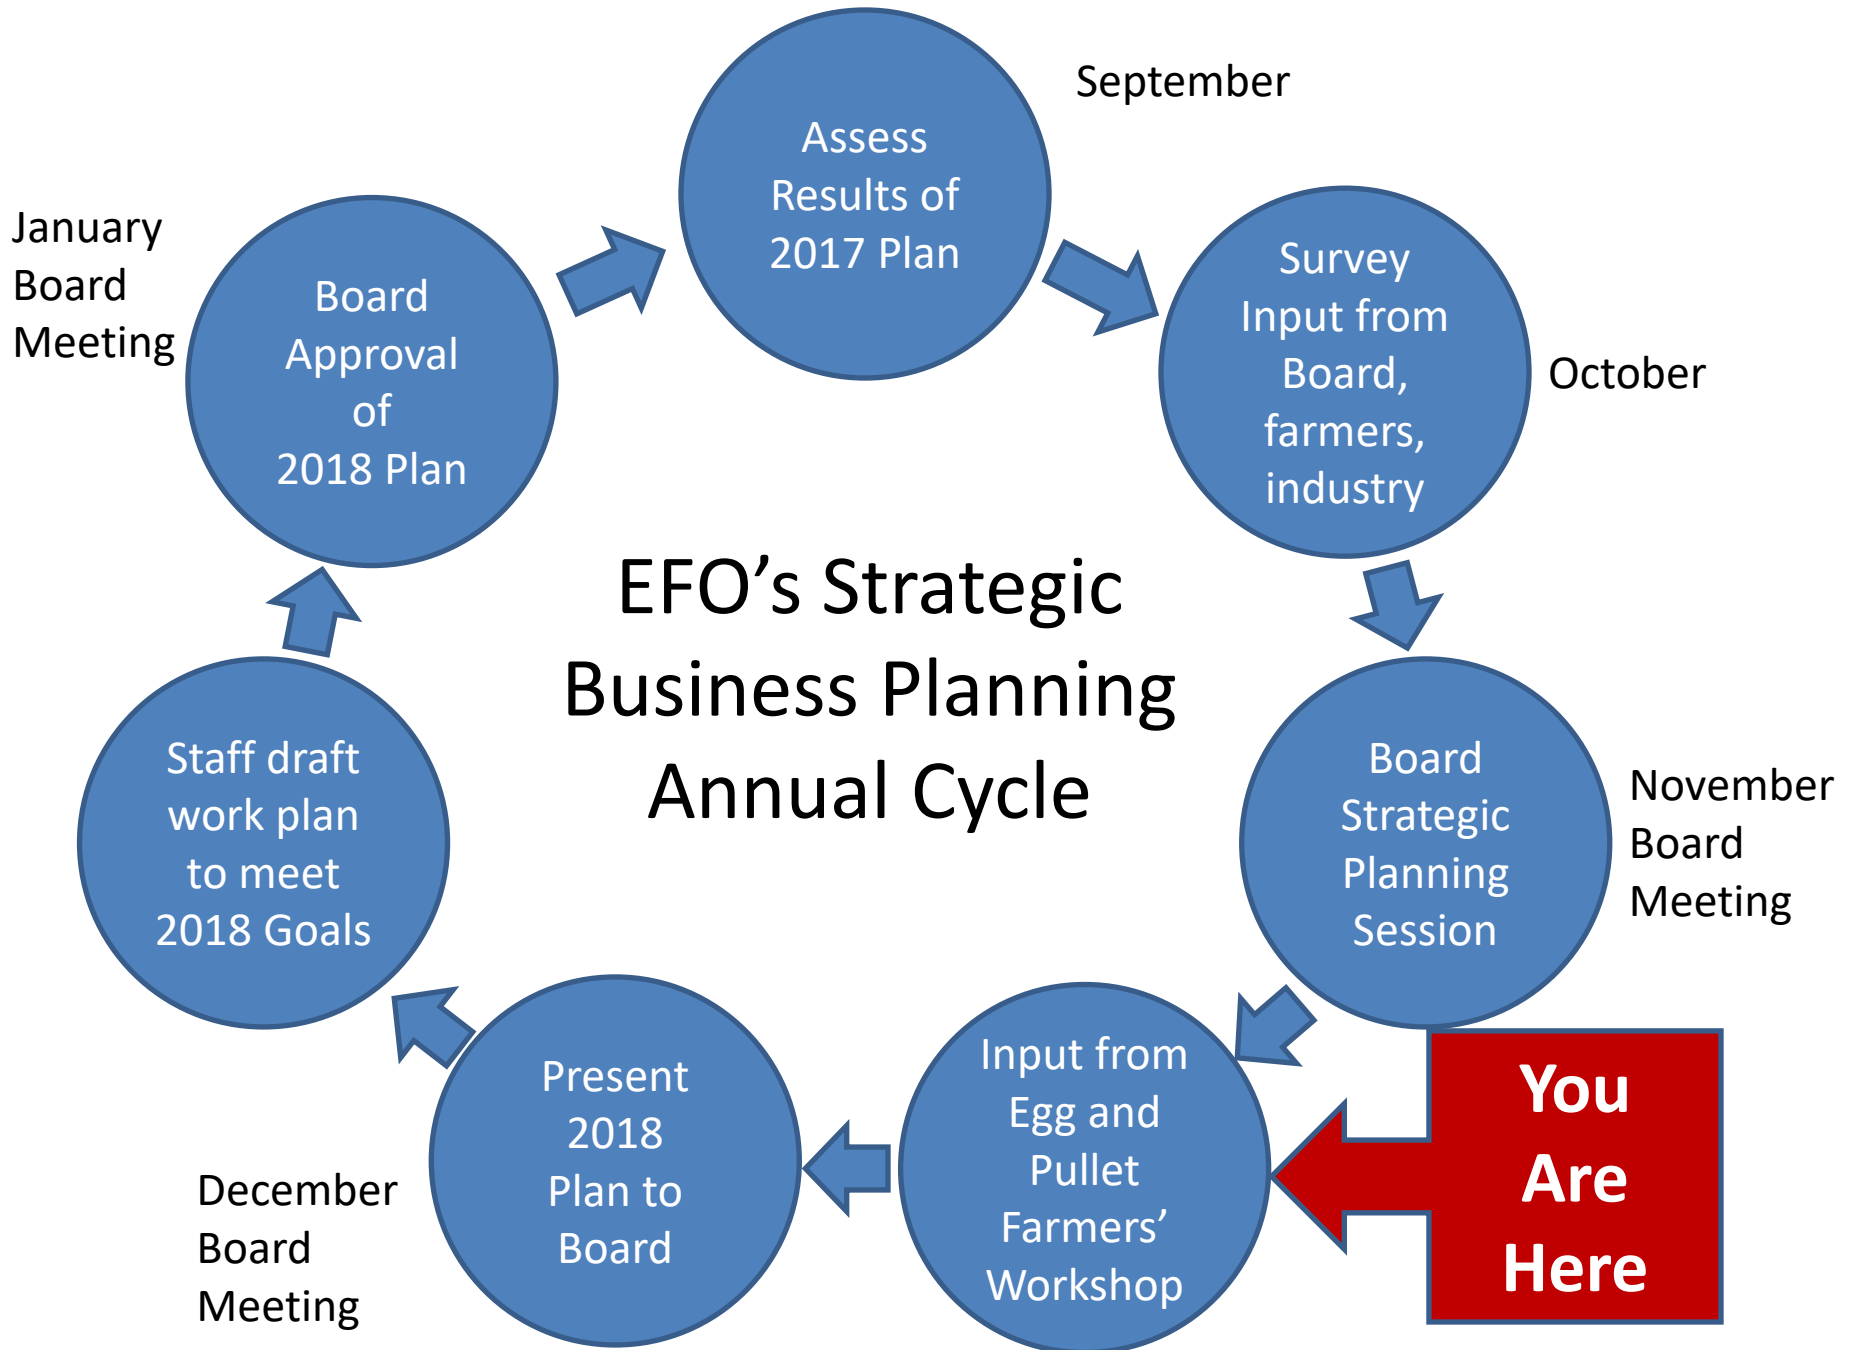 September
Assess
Results of
2017 Plan
Survey
Input from
Board,
farmers,
industry
October
Board
Strategic
Planning
Session
November
Board
Meeting
You
Are
Here
Input from
Egg and
Pullet
Farmers’
Workshop
Present
2018
Plan to
Board
December
Board
Meeting
Staff draft
work plan
to meet
2018 Goals
Board
Approval
of
2018 Plan
January
Board
Meeting
EFO’s Strategic
Business Planning
Annual Cycle